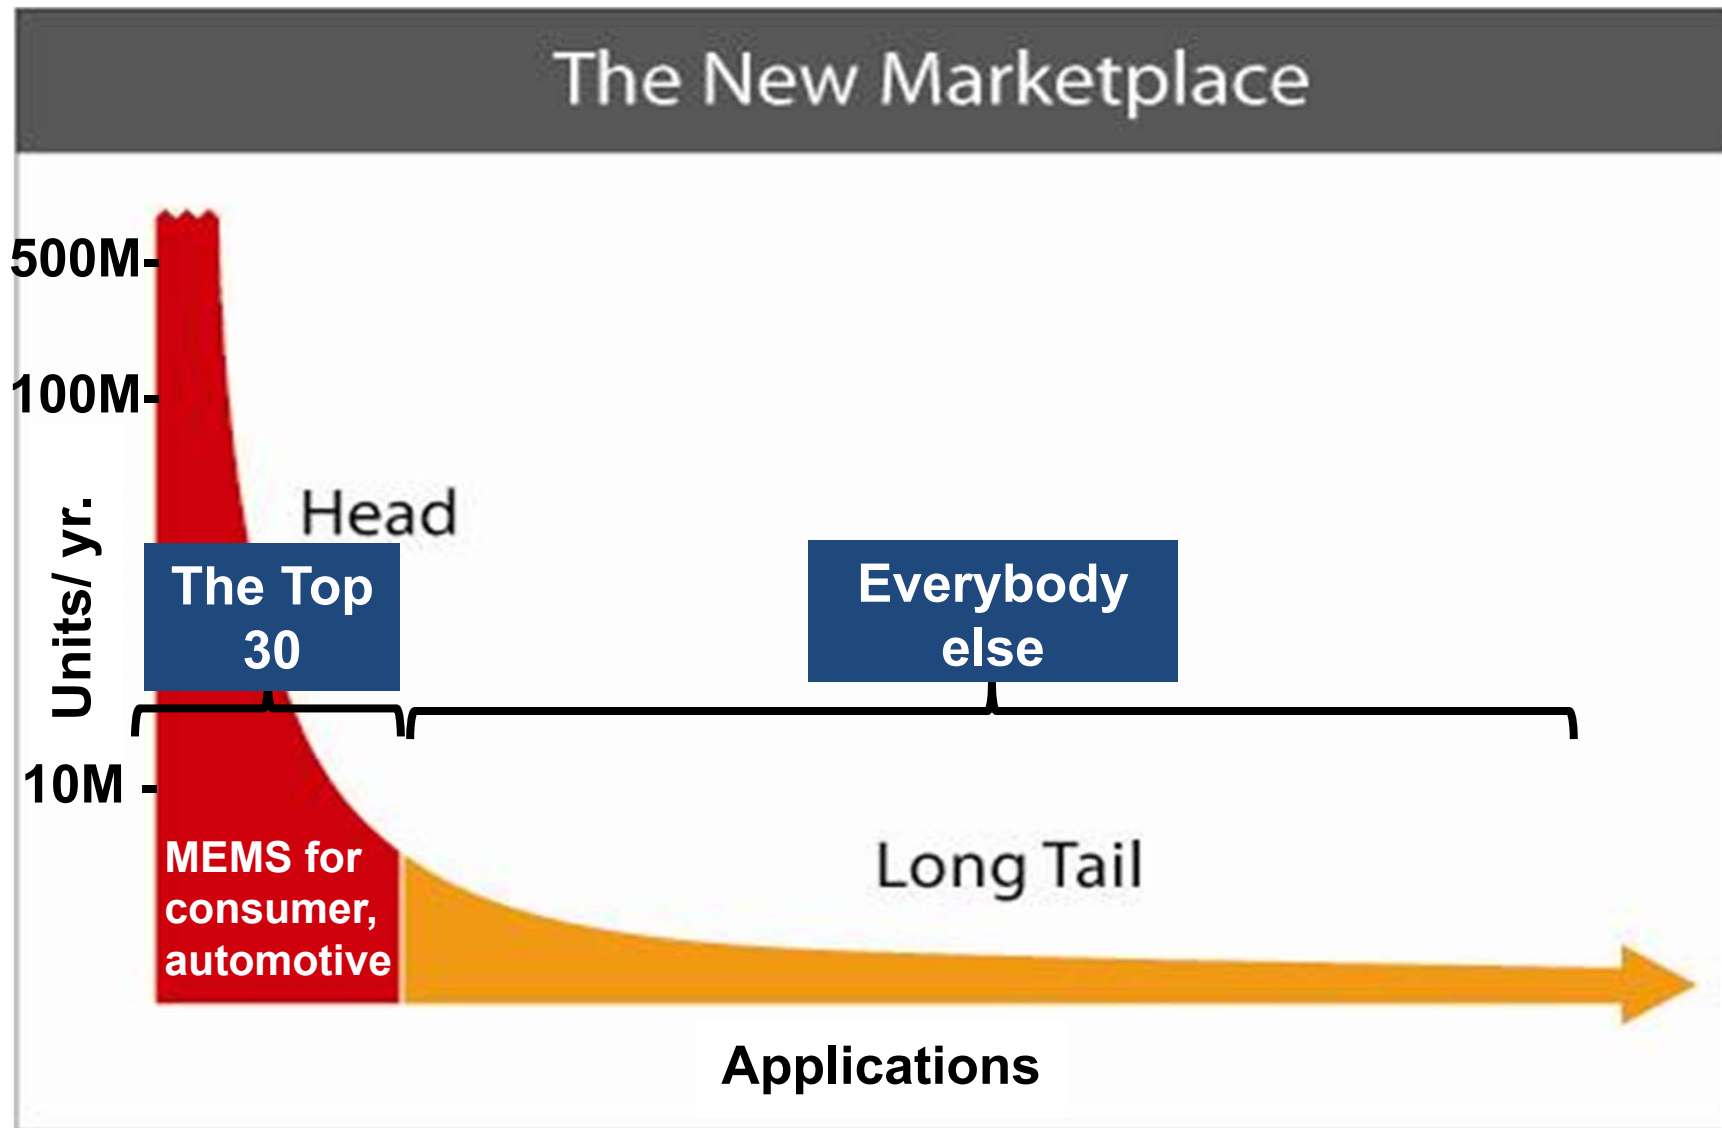 The New Marketplace
500M
100M
Head
Units/ yr.
The Top
30
Everybody
else
10M
MEMS for
consumer,
automotive
Long Tail
Applications